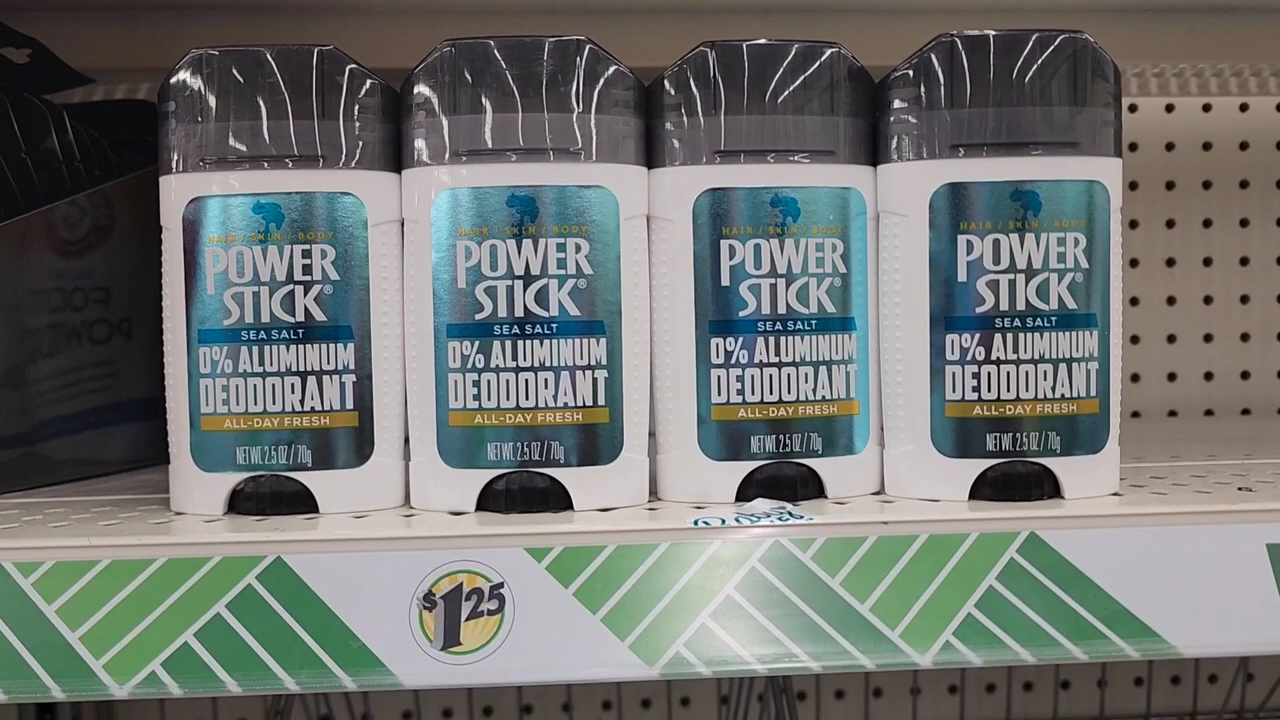 HAIR / SKIN / BODY
POWER
STICK®
SEA SALT
0% ALUMINUM
DEODORANT
ALL-DAY FRESH
NET WT. 2.5 OZ / 70g
HAIR / SKIN / BODY
POWER
STICK®
SEA SALT
0% ALUMINUM
DEODORANT
ALL-DAY FRESH
NET WT. 2.5 OZ / 70g
HAIR / SKIN / BODY
POWER
STICK®
SEA SALT
0% ALUMINUM
DEODORANT
ALL-DAY FRESH
NET WT. 2.5 OZ / 70g
HAIR / SKIN / BODY
POWER
STICK®
SEA SALT
0% ALUMINUM
DEODORANT
ALL-DAY FRESH
NET WT. 2.5 OZ / 70g
$1.25